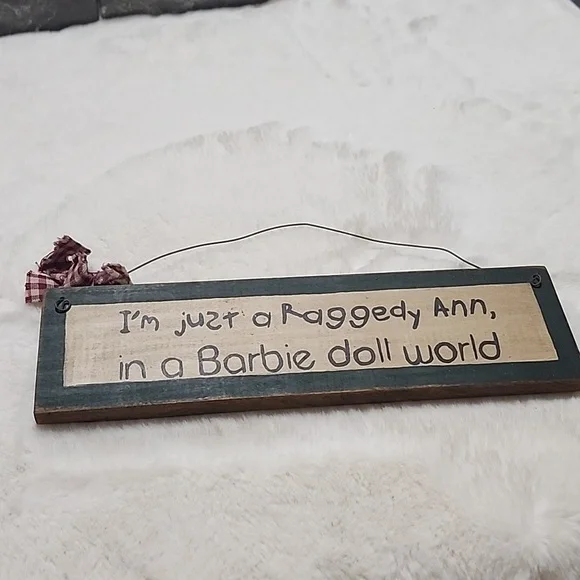 I'm just a Raggedy Ann,
in a Barbie doll world